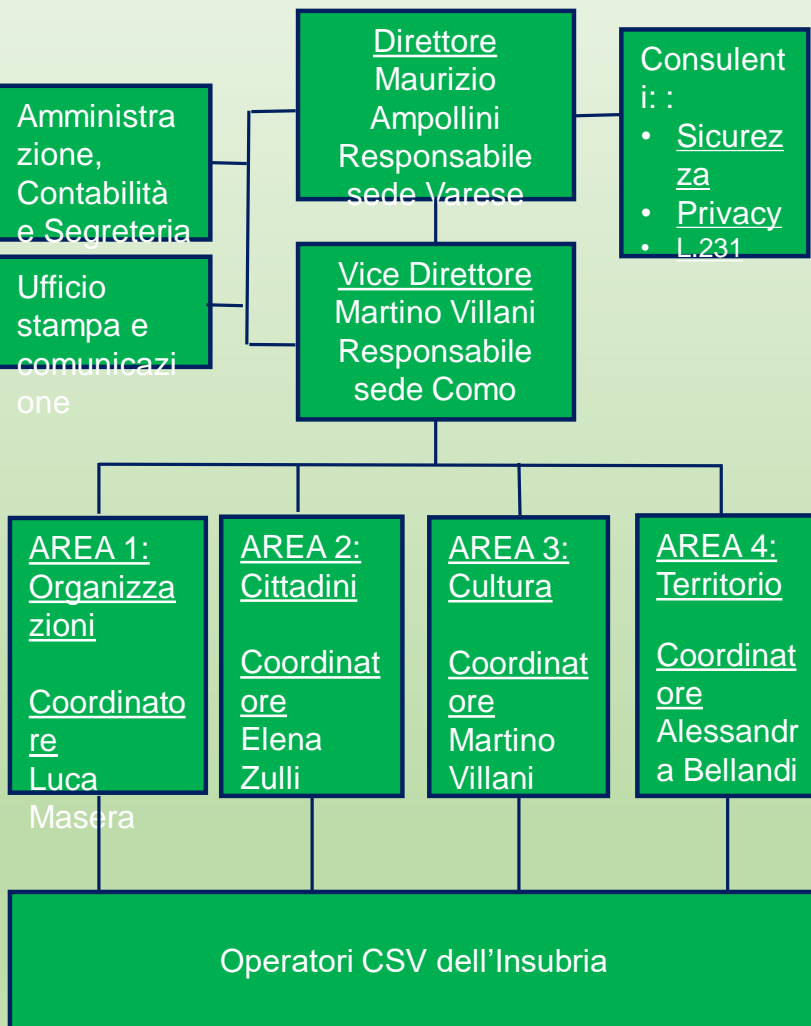 Direttore
Maurizio
Ampollini
Responsabile
sede Varese
Consulent
i: :
• Sicurez
za
• Privacy
• L.231
Amministra
zione,
Contabilità
e Segreteria
Ufficio
stampa e
comunicazi
one
Vice Direttore
Martino Villani
Responsabile
sede Como
AREA 1:
Organizza
zioni
Coordinato
re
Luca
Masera
AREA 2:
Cittadini
Coordinat
ore
Elena
Zulli
AREA 3:
Cultura
Coordinat
ore
Martino
Villani
AREA 4:
Territorio
Coordinat
ore
Alessandr
a Bellandi
Operatori CSV dell’Insubria